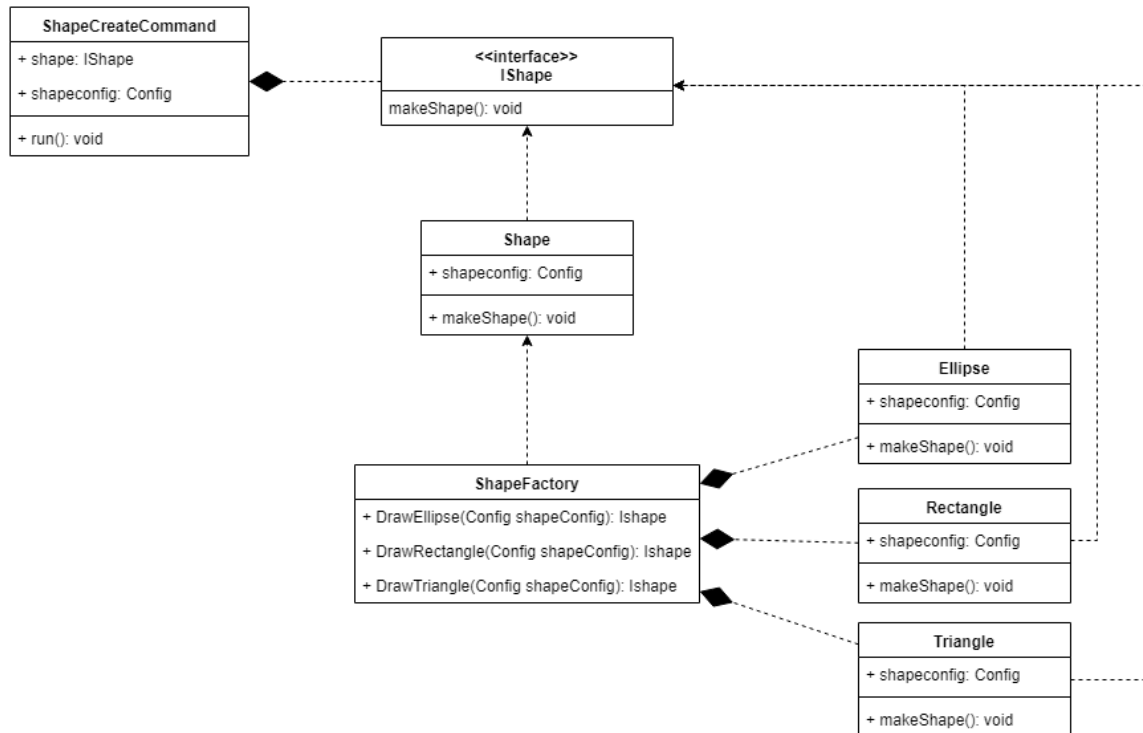 ShapeCreateCommand
+ shape: IShape
+ shapeconfig: Config
+ run(): void
<<interface>>
IShape
makeShape(): void
Shape
+ shapeconfig: Config
+ makeShape(): void
ShapeFactory
+ DrawEllipse(Config shapeConfig): Ishape
+ DrawRectangle(Config shapeConfig): Ishape
+ DrawTriangle(Config shapeConfig): Ishape
Ellipse
+ shapeconfig: Config
+ makeShape(): void
Rectangle
+ shapeconfig: Config
+ makeShape(): void
Triangle
+ shapeconfig: Config
+ makeShape(): void